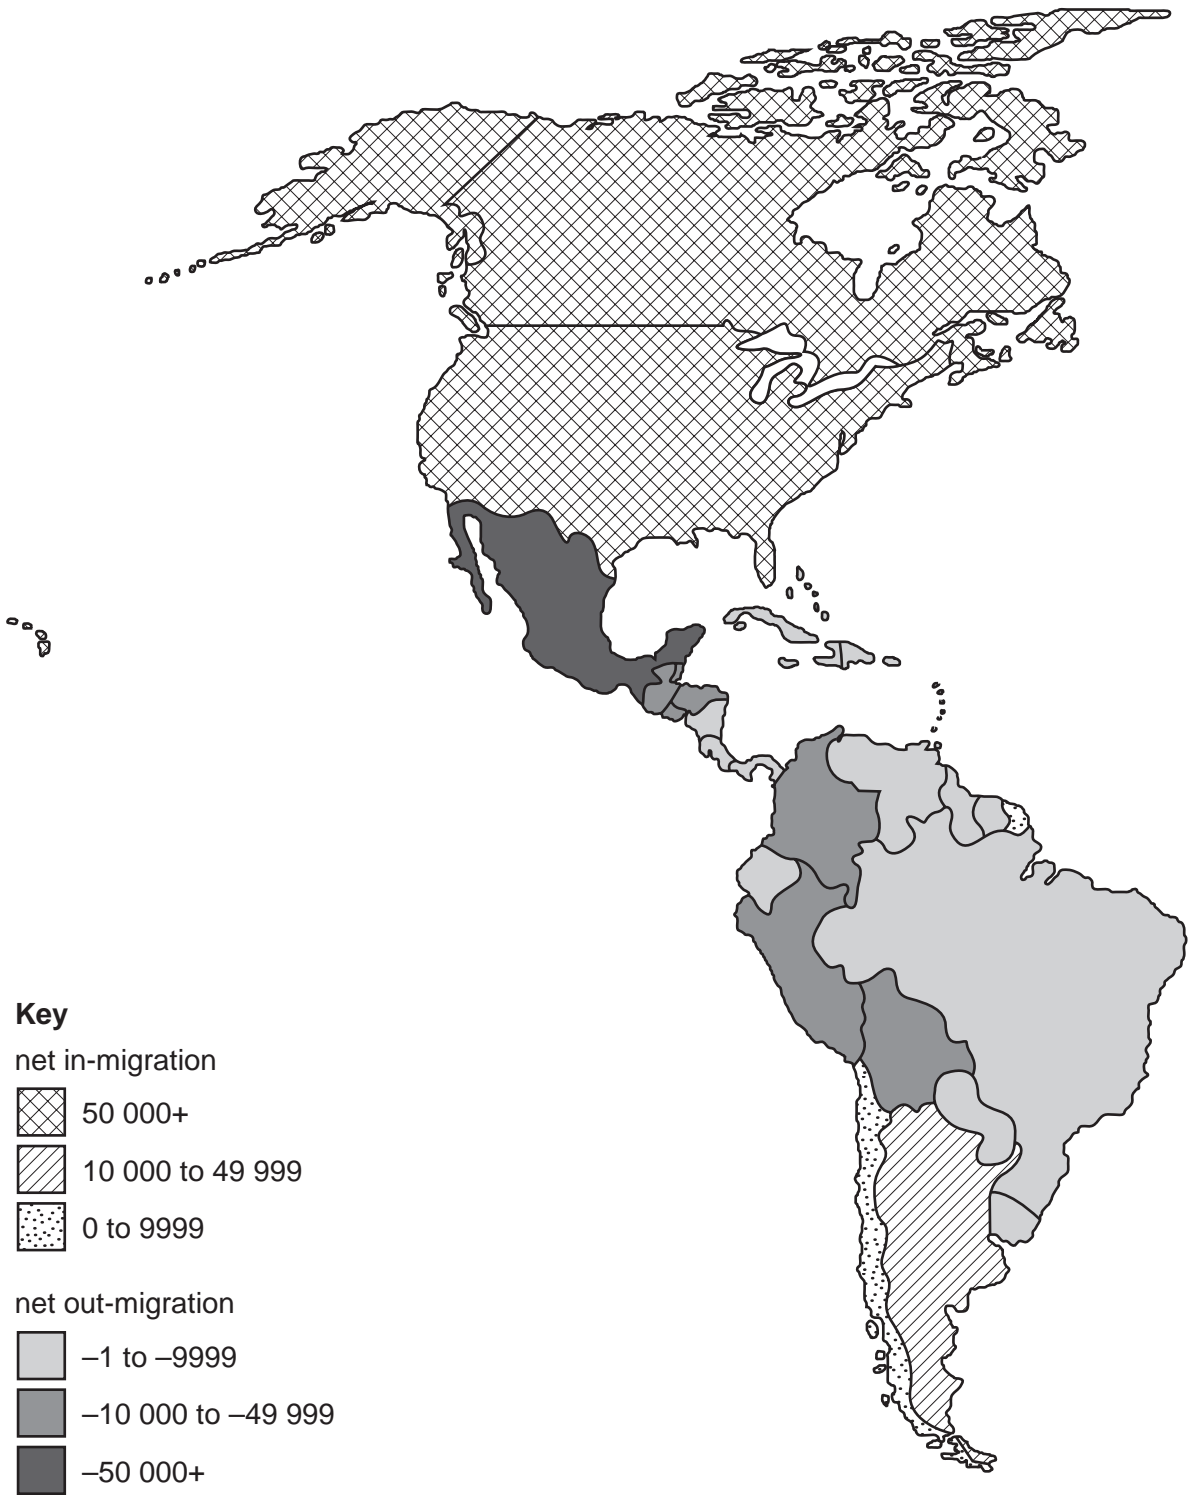 Key
net in-migration
50 000+
10 000 to 49 999
0 to 9999
net out-migration
–1 to –9999
–10 000 to –49 999
–50 000+